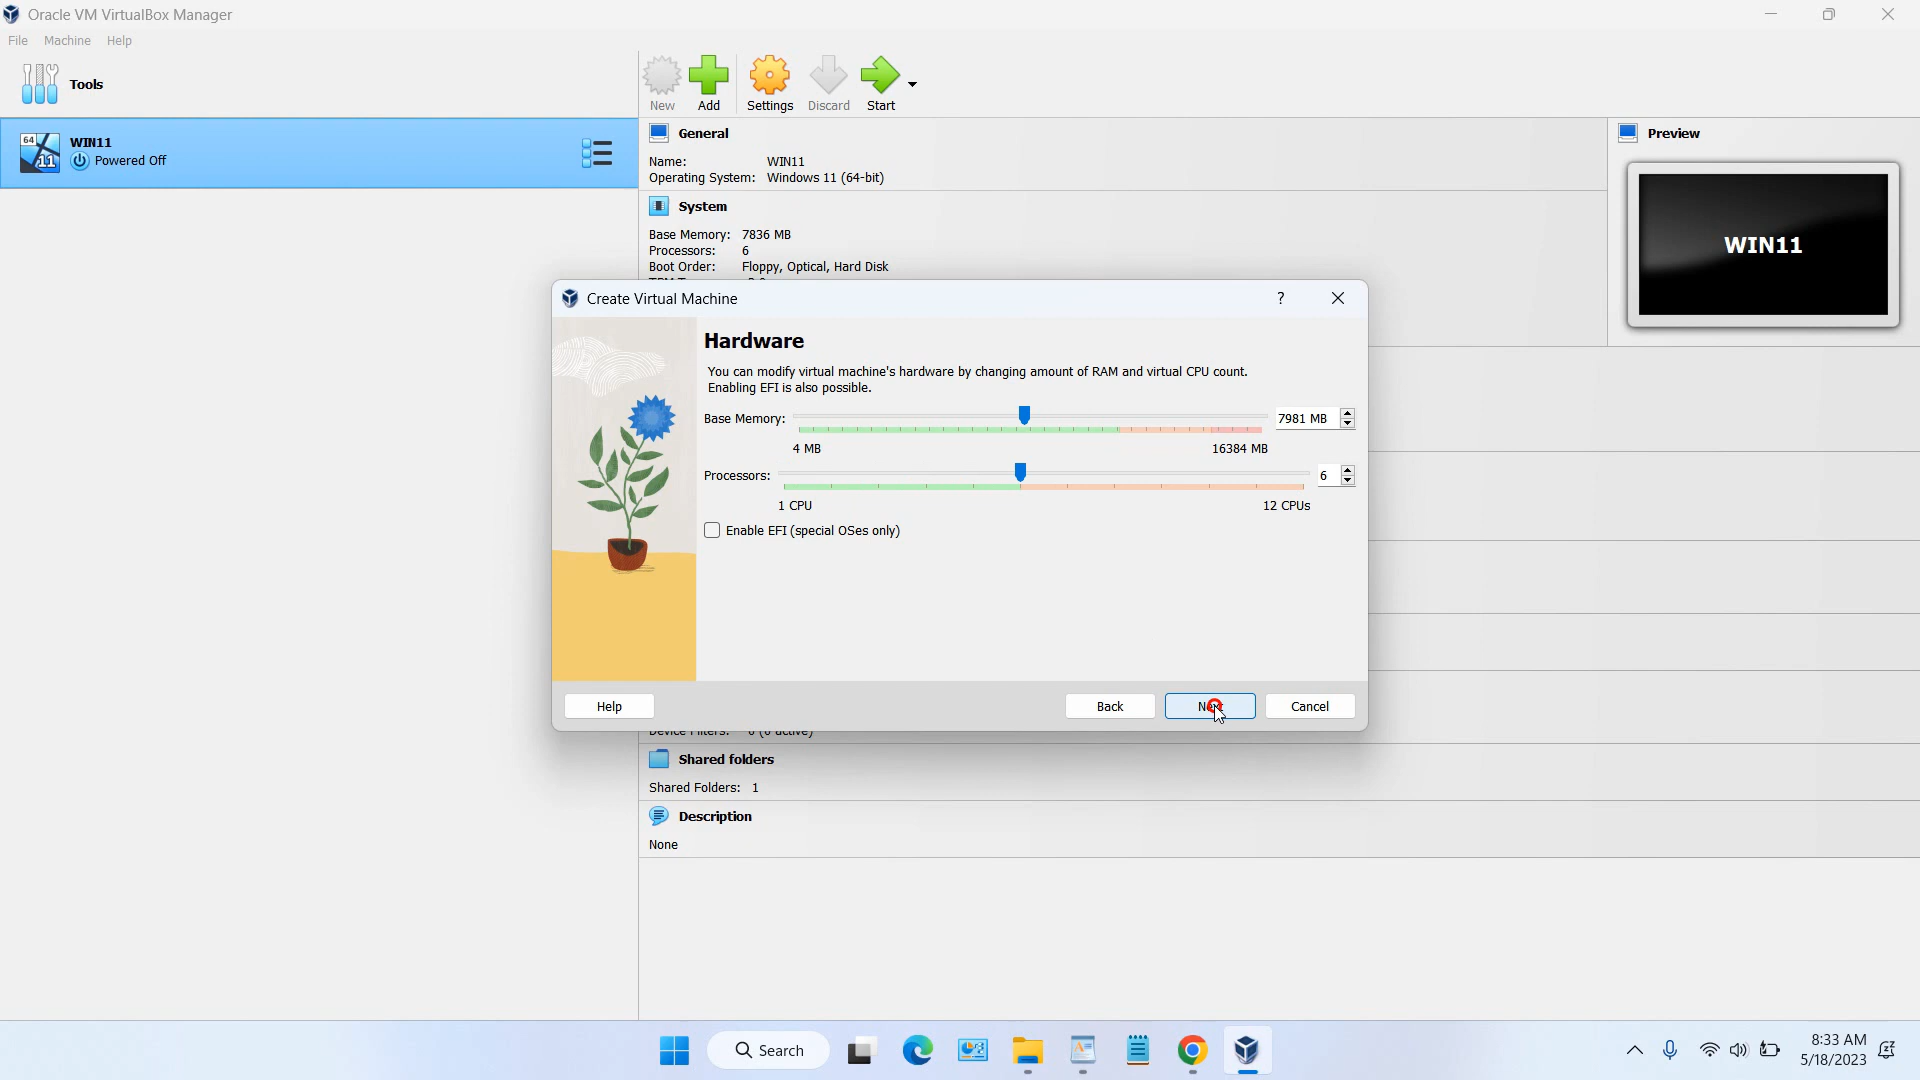 Oracle VM VirtualBox Manager
File Machine Help
Tools
New Add Settings Discard Start
64
11
WIN11
Powered Off
General
Name: WIN11
Operating System: Windows 11 (64-bit)
System
Base Memory: 7836 MB
Processors: 6
Boot Order: Floppy, Optical, Hard Disk
Preview
WIN11
Create Virtual Machine
?
Hardware
You can modify virtual machine's hardware by changing amount of RAM and virtual CPU count.
Enabling EFI is also possible.
Base Memory: 7981 MB
4 MB 16384 MB
Processors: 6
1 CPU 12 CPUs
Enable EFI (special OSes only)
Help Back Next Cancel
Shared folders
Shared Folders: 1
Description
None
Search
8:33 AM
5/18/2023